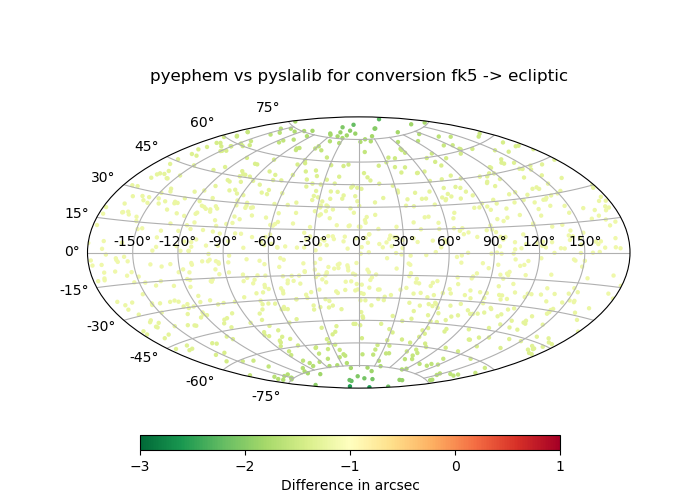 pyephem vs pyslalib for conversion fk5 -> ecliptic
75°
60°
45°
30°
15°
0°
-150° -120° -90° -60° -30° 0° 30° 60° 90° 120° 150°
-15°
-30°
-45°
-60°
-75°
−3 −2 −1 0 1
Difference in arcsec